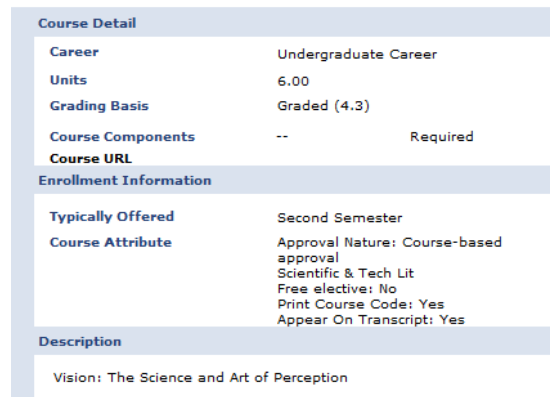 Course Detail
Career Undergraduate Career
Units 6.00
Grading Basis Graded (4.3)
Course Components -- Required
Course URL
Enrollment Information
Typically Offered Second Semester
Course Attribute Approval Nature: Course-based
approval
Scientific & Tech Lit
Free elective: No
Print Course Code: Yes
Appear On Transcript: Yes
Description
Vision: The Science and Art of Perception